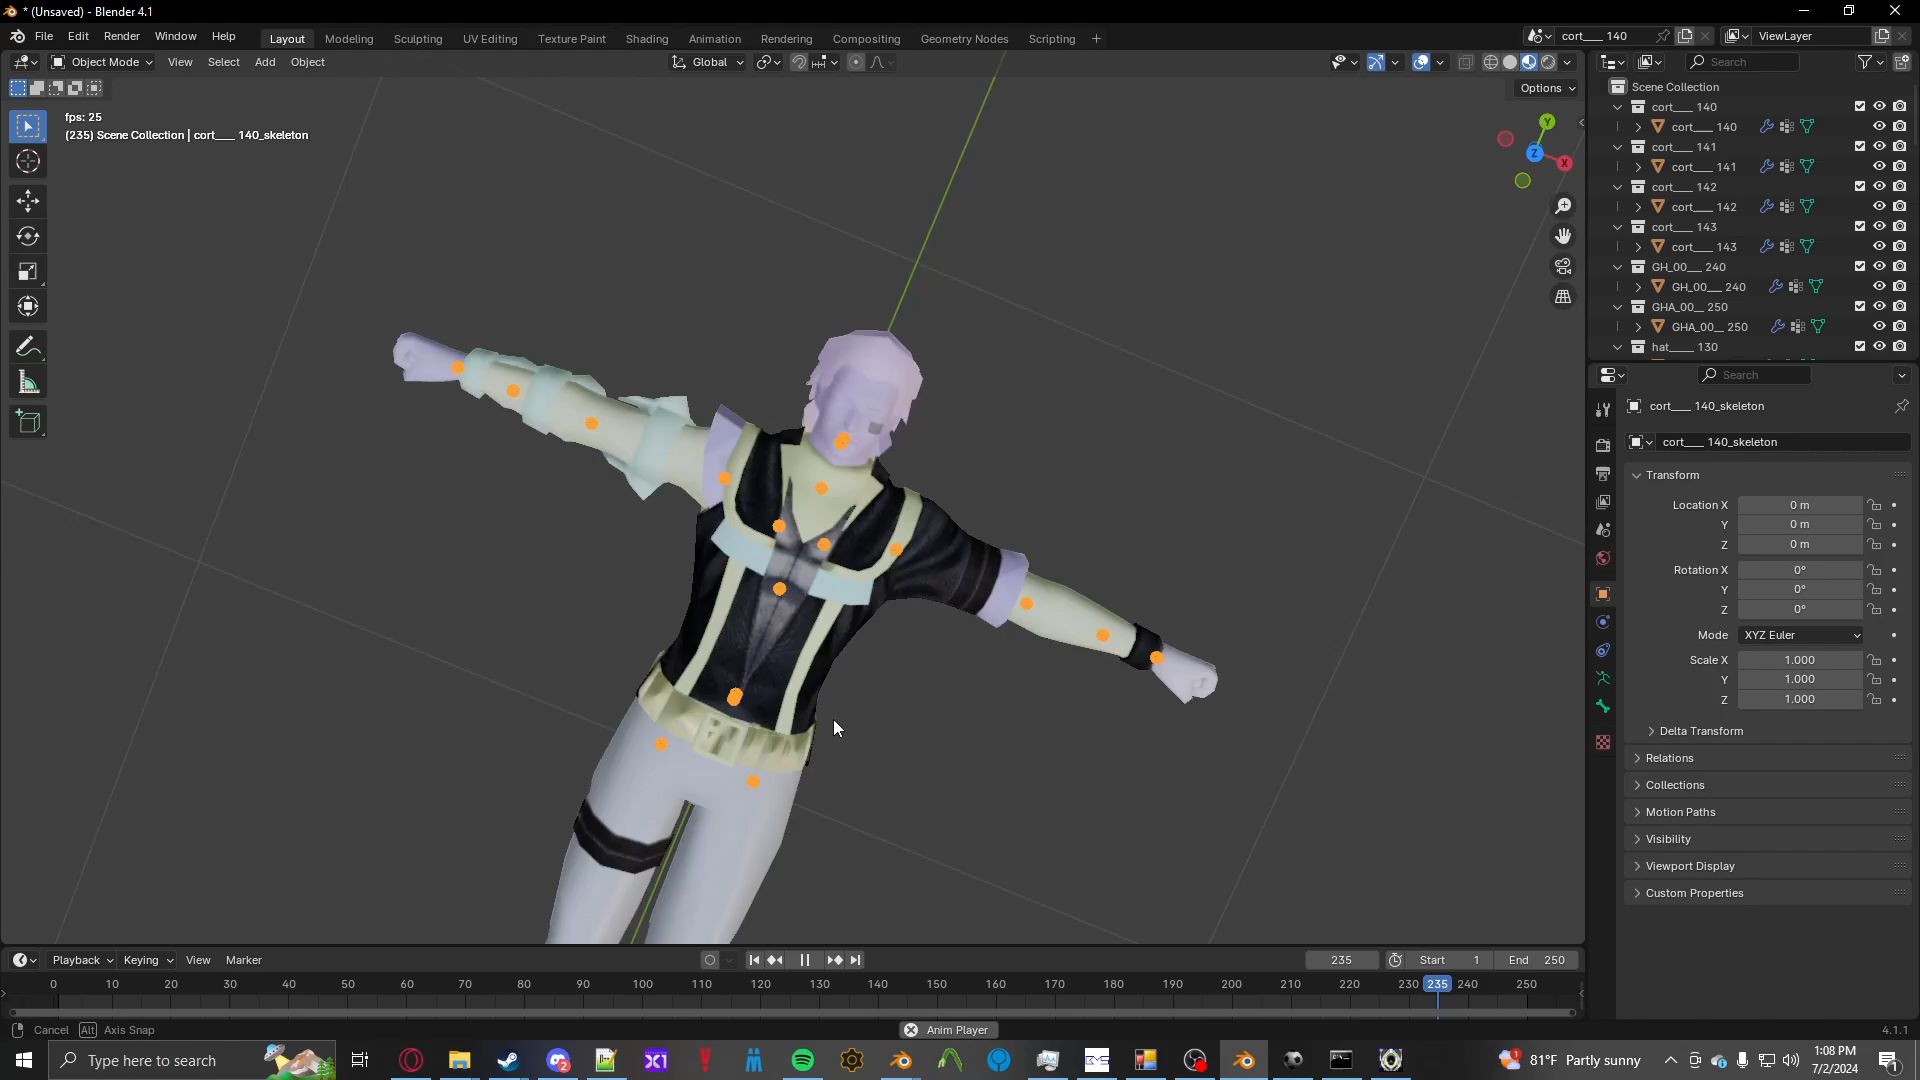 * (Unsaved) - Blender 4.1
File Edit Render Window Help
Layout Modeling Sculpting UV Editing Texture Paint Shading Animation Rendering Compositing Geometry Nodes Scripting
cort___ 140
ViewLayer
Object Mode View Select Add Object
Global
Search
Options
fps: 25
(235) Scene Collection | cort___ 140_skeleton
Y
Z
X
Scene Collection
cort___ 140
cort___ 140
cort___ 141
cort___ 141
cort___ 142
cort___ 142
cort___ 143
cort___ 143
GH_00__ 240
GH_00__ 240
GHA_00__ 250
GHA_00__ 250
hat____ 130
Search
cort___ 140_skeleton
cort___ 140_skeleton
Transform
Location X 0 m
Y 0 m
Z 0 m
Rotation X 0°
Y 0°
Z 0°
Mode XYZ Euler
Scale X 1.000
Y 1.000
Z 1.000
Delta Transform
Relations
Collections
Motion Paths
Visibility
Viewport Display
Custom Properties
Playback Keying View Marker
235 Start 1 End 250
0 10 20 30 40 50 60 70 80 90 100 110 120 130 140 150 160 170 180 190 200 210 220 230 235 240 250
Cancel Alt Axis Snap
Anim Player
4.1.1
Type here to search
2
X1
81°F Partly sunny
1:08 PM
7/2/2024